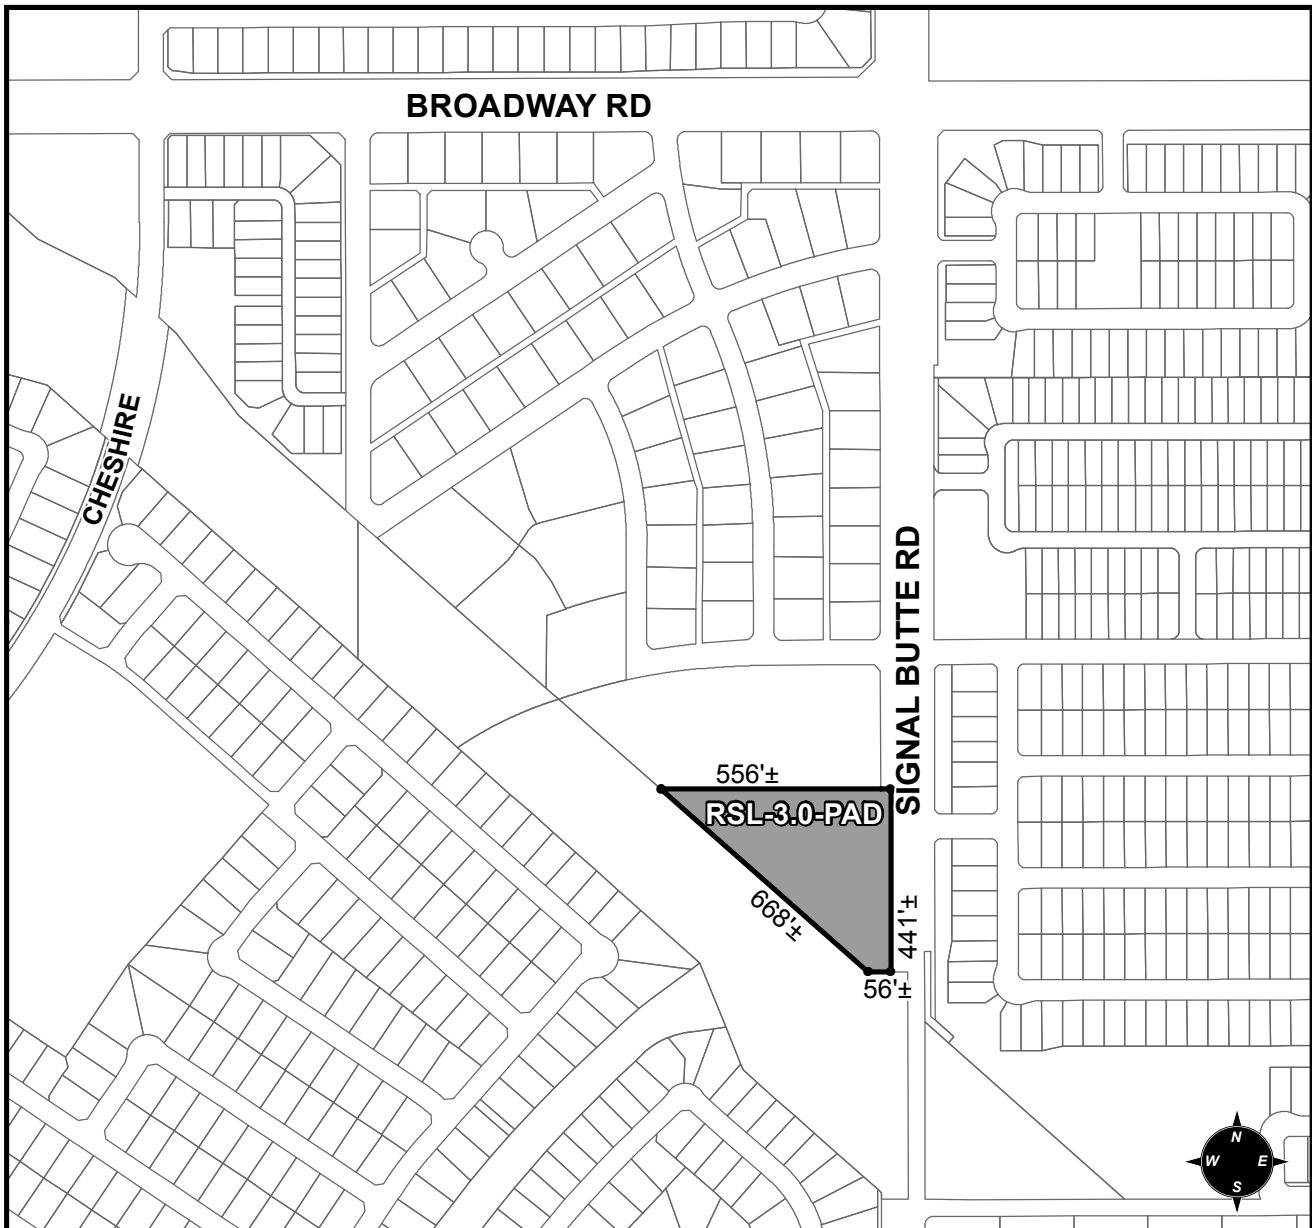 BROADWAY RD
CHESHIRE
SIGNAL BUTTE RD
556'±
RSL-3.0-PAD
668'±
441'±
56'±
N
W E
S